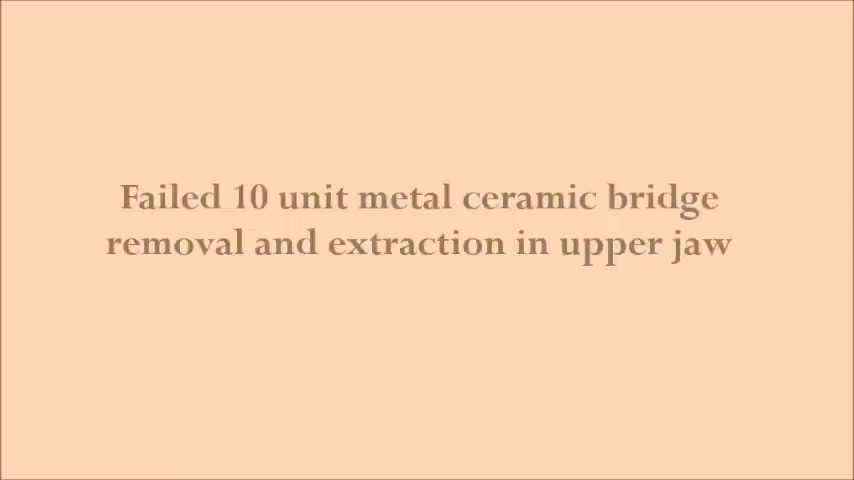 Failed 10 unit metal ceramic bridge
removal and extraction in upper jaw